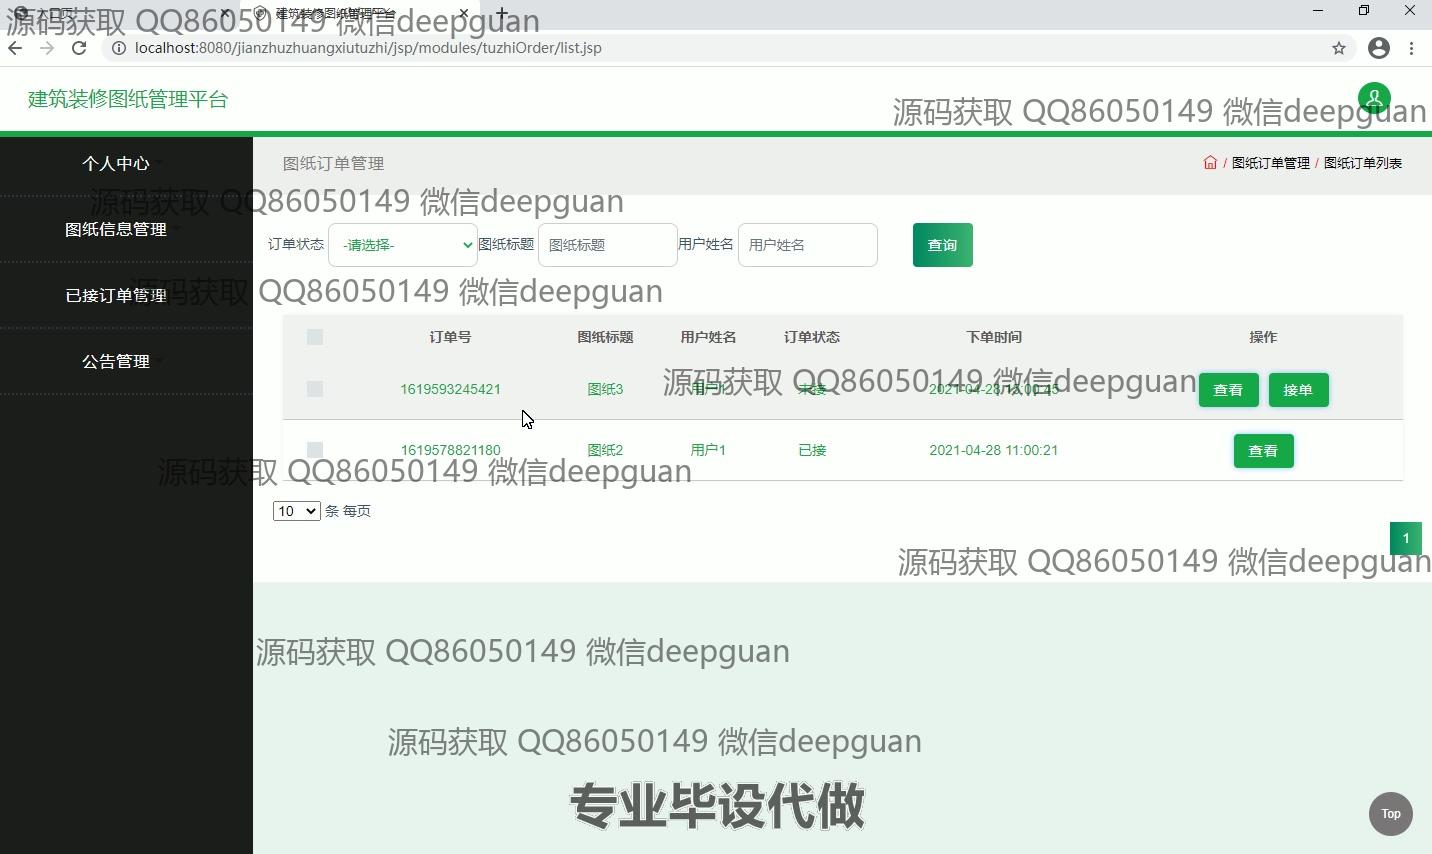 大口页
建筑装修图纸管理平台
源码获取 QQ86050149 微信deepguan
localhost:8080/jianzhuzhuangxiutuzhi/jsp/modules/tuzhiOrder/list.jsp
建筑装修图纸管理平台
源码获取 QQ86050149 微信deepguan
个人中心
图纸订单管理
/ 图纸订单管理 / 图纸订单列表
源码获取 QQ86050149 微信deepguan
图纸信息管理
订单状态 -请选择- 图纸标题 图纸标题 用户姓名 用户姓名 查询
已接订单管理
源码获取 QQ86050149 微信deepguan
订单号 图纸标题 用户姓名 订单状态 下单时间 操作
公告管理
源码获取 QQ86050149 微信deepguan
1619593245421 图纸3 用户1 未接 2021-04-28 15:00:45 查看 接单
1619578821180 图纸2 用户1 已接 2021-04-28 11:00:21 查看
源码获取 QQ86050149 微信deepguan
10 条 每页
1
源码获取 QQ86050149 微信deepguan
源码获取 QQ86050149 微信deepguan
源码获取 QQ86050149 微信deepguan
专业毕设代做
Top